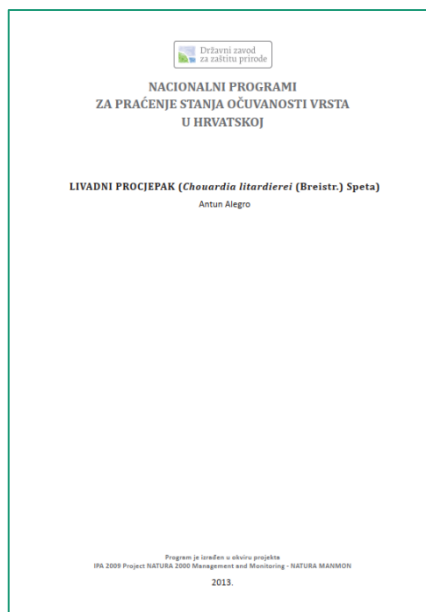 Državni zavod
za zaštitu prirode
NACIONALNI PROGRAMI
ZA PRAĆENJE STANJA OČUVANOSTI VRSTA
U HRVATSKOJ
LIVADNI PROCJEPAK (Chouardia litardierei (Breistr.) Speta)
Antun Alegro
Program je izrađen u okviru projekta
IPA 2009 Project NATURA 2000 Management and Monitoring - NATURA MANMON
2013.